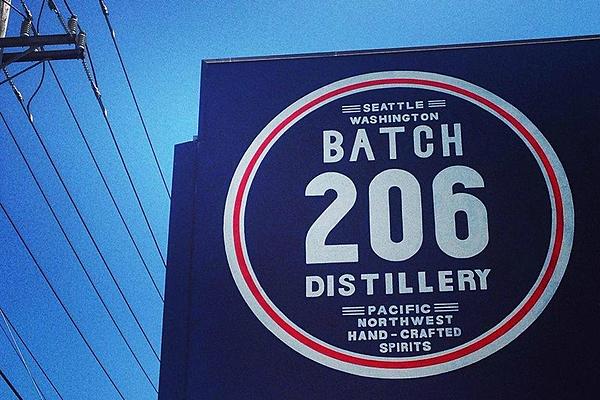 SEATTLE
WASHINGTON
BATCH
206
DISTILLERY
PACIFIC
NORTHWEST
HAND-CRAFTED
SPIRITS